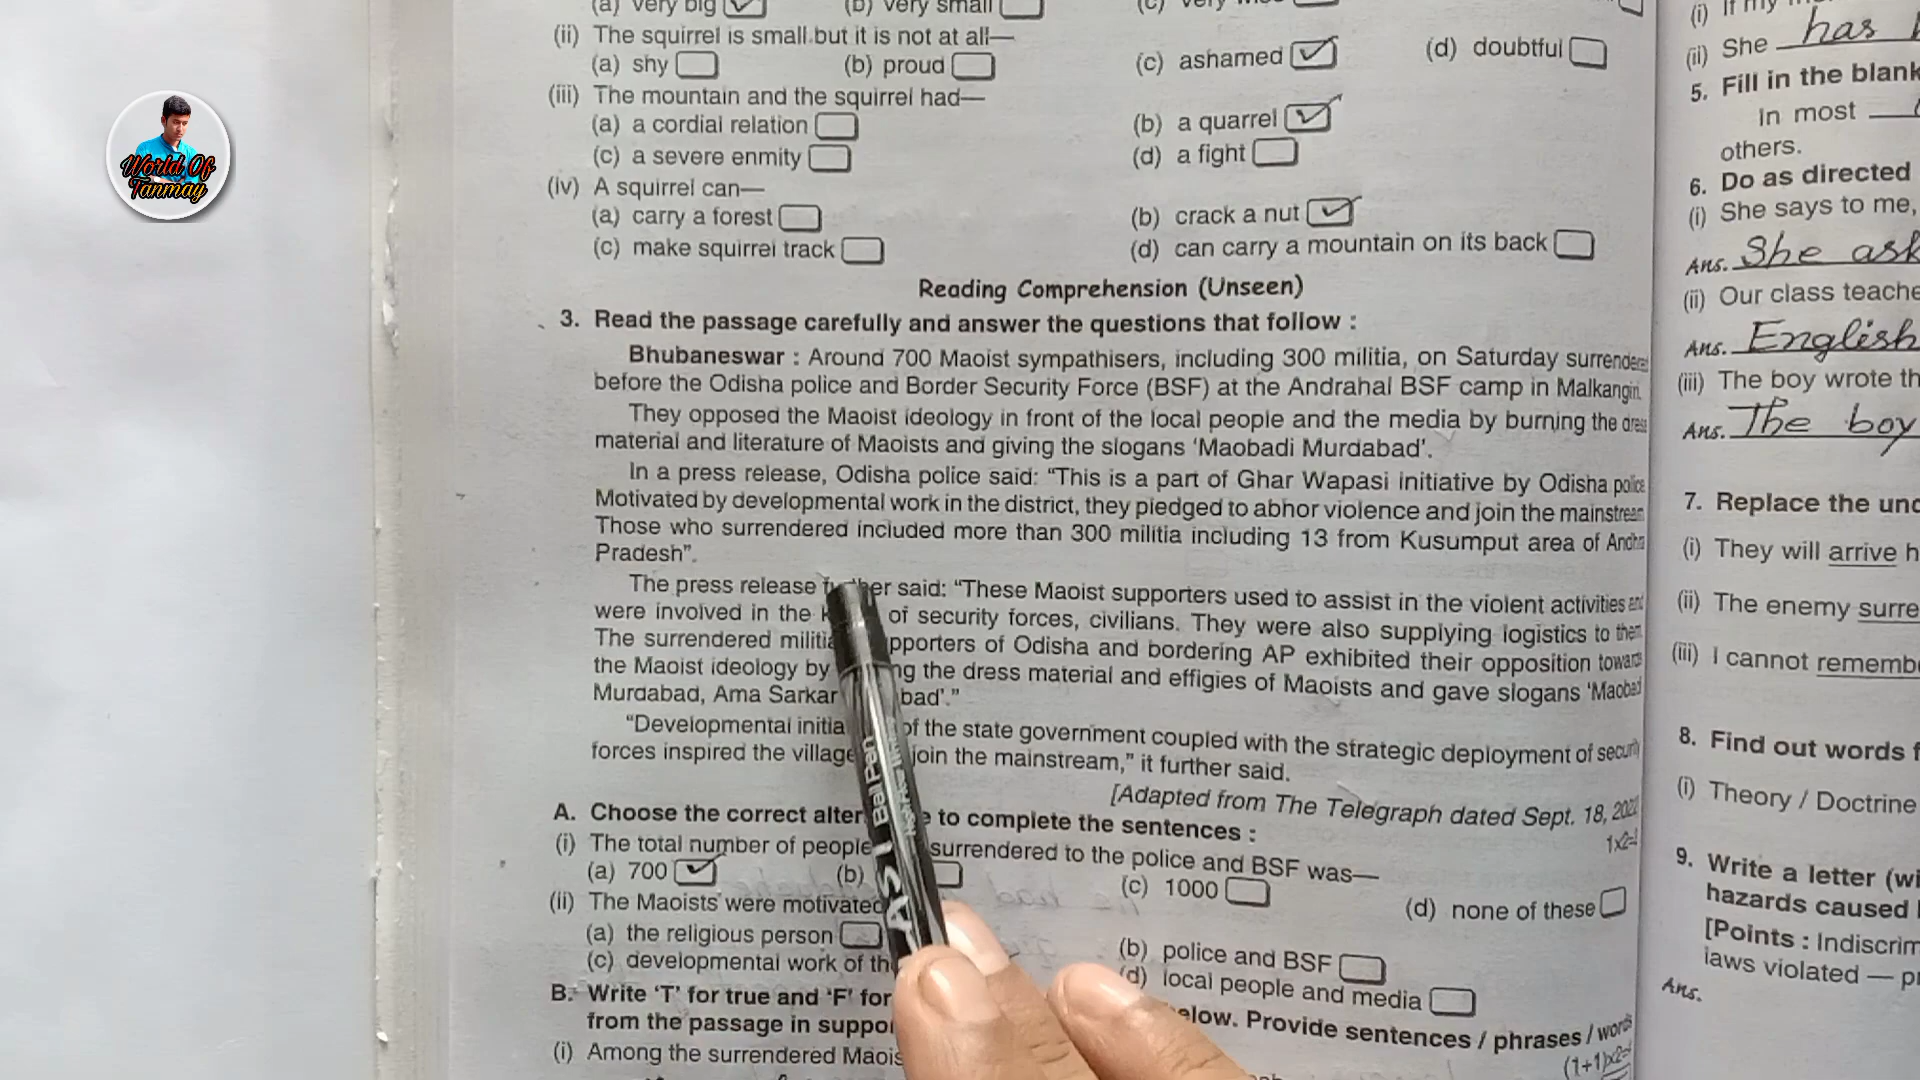 (a) very big (b) very small (c) very
(ii) The squirrel is small but it is not at all—
(a) shy (b) proud (c) ashamed (d) doubtful
(iii) The mountain and the squirrel had—
(a) a cordial relation (b) a quarrel
(c) a severe enmity (d) a fight
(iv) A squirrel can—
(a) carry a forest (b) crack a nut
(c) make squirrel track (d) can carry a mountain on its back
Reading Comprehension (Unseen)
3. Read the passage carefully and answer the questions that follow :
Bhubaneswar : Around 700 Maoist sympathisers, including 300 militia, on Saturday surrendered
before the Odisha police and Border Security Force (BSF) at the Andrahal BSF camp in Malkangiri.
They opposed the Maoist ideology in front of the local people and the media by burning the dress
material and literature of Maoists and giving the slogans ‘Maobadi Murdabad’.
In a press release, Odisha police said: “This is a part of Ghar Wapasi initiative by Odisha police
Motivated by developmental work in the district, they pledged to abhor violence and join the mainstream
Those who surrendered included more than 300 militia including 13 from Kusumput area of Andhra
Pradesh”.
The press release further said: “These Maoist supporters used to assist in the violent activities and
were involved in the of security forces, civilians. They were also supplying logistics to them.
The surrendered militia pporters of Odisha and bordering AP exhibited their opposition towards
the Maoist ideology by ng the dress material and effigies of Maoists and gave slogans ‘Maobadi
Murdabad, Ama Sarkar bad’.”
“Developmental initia of the state government coupled with the strategic deployment of security
forces inspired the village join the mainstream,” it further said.
[Adapted from The Telegraph dated Sept. 18,
A. Choose the correct alter e to complete the sentences :
1x2=
(i) The total number of people surrendered to the police and BSF was—
(a) 700 (b) (c) 1000 (d) none of these
(ii) The Maoists were motivated
(a) the religious person (b) police and BSF
(c) developmental work of the (d) local people and media
B. Write ‘T’ for true and ‘F’ for elow. Provide sentences / phrases / words
from the passage in suppo
(1+1)x2=
(i) Among the surrendered Maois
World Of
Tanmay
(i) If my
(ii) She has
5. Fill in the blank
In most
others.
6. Do as directed
(i) She says to me,
Ans. She ask
(ii) Our class teache
Ans. English
(iii) The boy wrote th
Ans. The boy
7. Replace the und
(i) They will arrive h
(ii) The enemy surre
(iii) I cannot rememb
8. Find out words f
(i) Theory / Doctrine
9. Write a letter (wi
hazards caused
[Points : Indiscrim
laws violated — p
Ans.